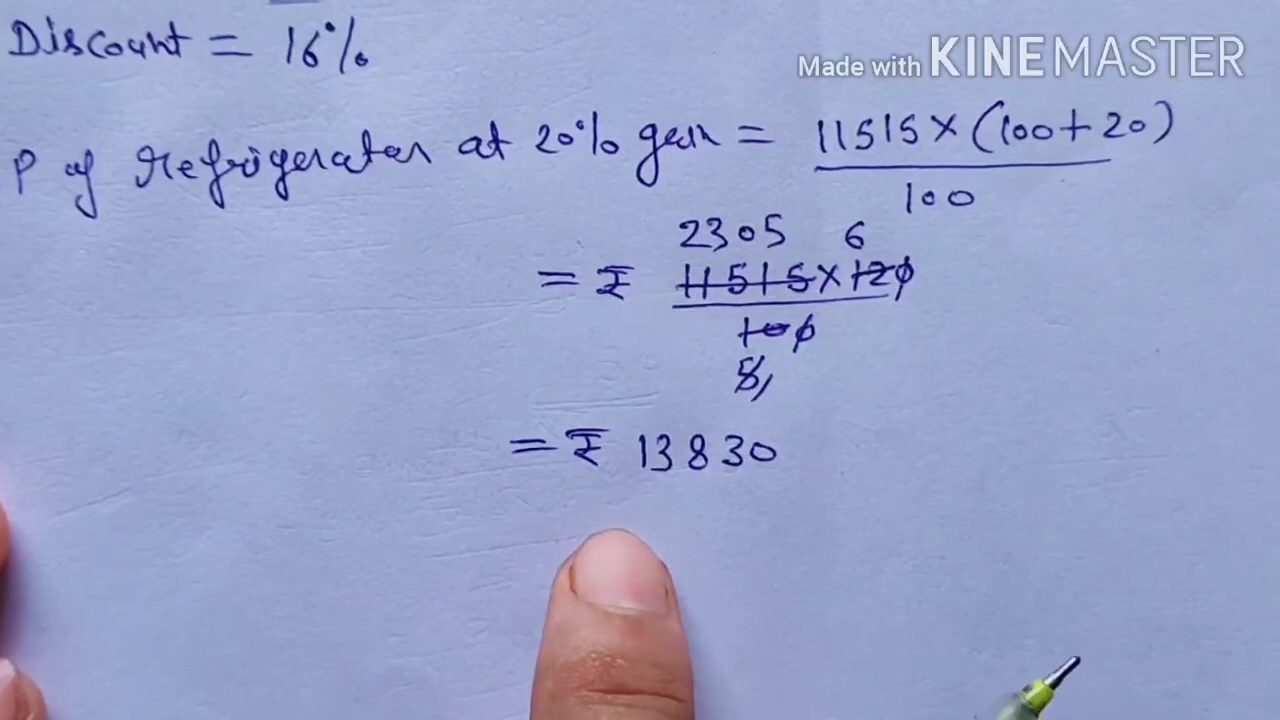 Discount = 16%
Made with KINEMASTER
P of Refrigerator at 20% gain = 11515 × (100 + 20)
100
2305 6
= ₹ 11515 × 120
100
5
= ₹ 13830